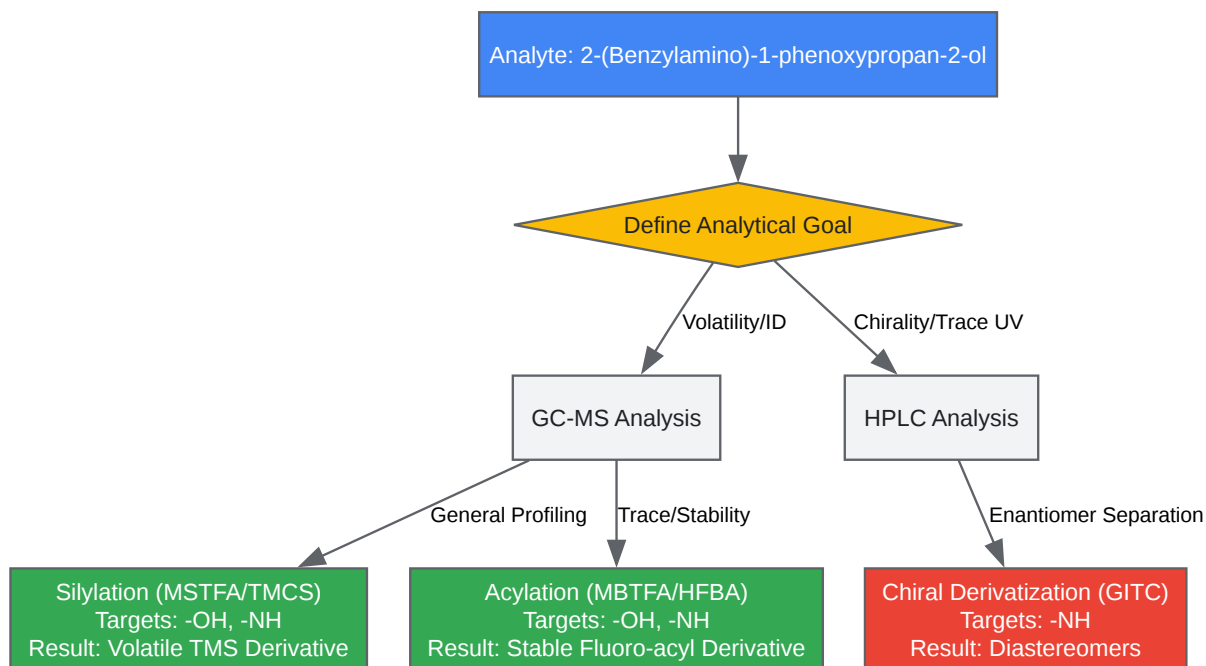 Analyte: 2-(Benzylamino)-1-phenoxypropan-2-ol
Define Analytical Goal
Volatility/ID
Chirality/Trace UV
GC-MS Analysis
HPLC Analysis
General Profiling
Trace/Stability
Enantiomer Separation
Silylation (MSTFA/TMCS)
Targets: -OH, -NH
Result: Volatile TMS Derivative
Acylation (MBTFA/HFBA)
Targets: -OH, -NH
Result: Stable Fluoro-acyl Derivative
Chiral Derivatization (GITC)
Targets: -NH
Result: Diastereomers